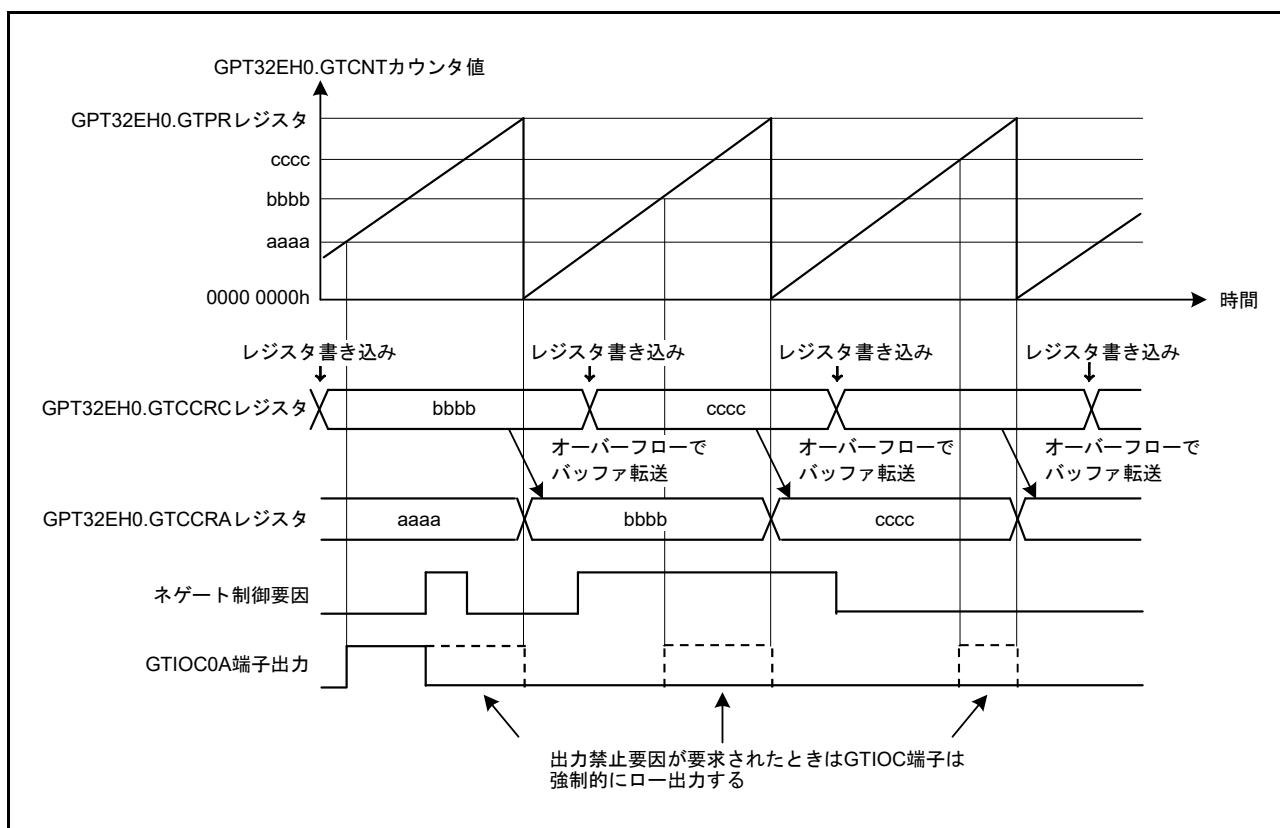 GPT32EH0.GTCNTカウンタ値
GPT32EH0.GTPRレジスタ
cccc
bbbb
aaaa
0000 0000h
時間
レジスタ書き込み
レジスタ書き込み
レジスタ書き込み
レジスタ書き込み
GPT32EH0.GTCCRCレジスタ
bbbb
cccc
オーバーフローで
バッファ転送
オーバーフローで
バッファ転送
オーバーフローで
バッファ転送
GPT32EH0.GTCCRAレジスタ
aaaa
bbbb
cccc
ネゲート制御要因
GTIOC0A端子出力
出力禁止要因が要求されたときはGTIOC端子は
強制的にロー出力する